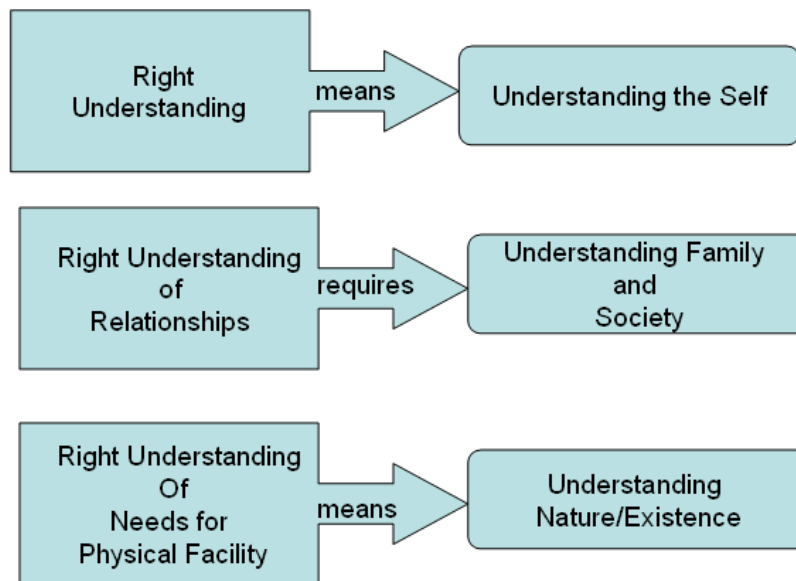 Right
Understanding
means
Understanding the Self
Right Understanding
of
Relationships
requires
Understanding Family
and
Society
Right Understanding
Of
Needs for
Physical Facility
means
Understanding
Nature/Existence